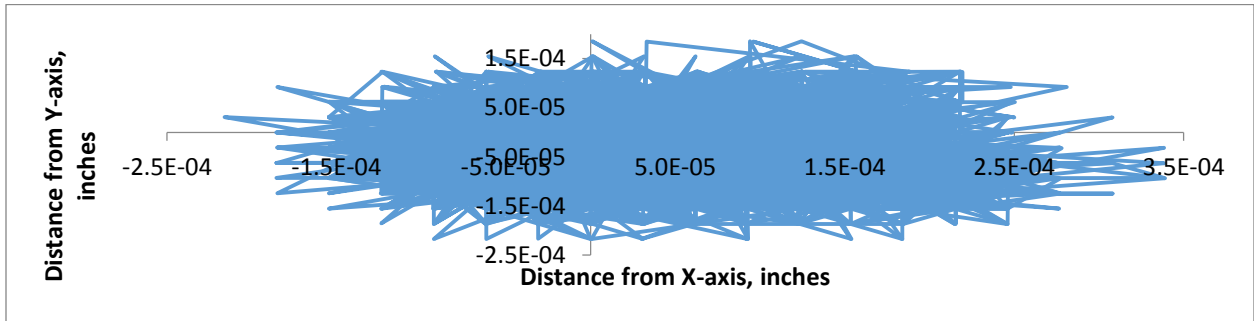 Distance from Y-axis,
inches
1.5E-04
5.0E-05
-5.0E-05
-1.5E-04
-2.5E-04
-2.5E-04 -1.5E-04 -5.0E-05 5.0E-05 1.5E-04 2.5E-04 3.5E-04
Distance from X-axis, inches